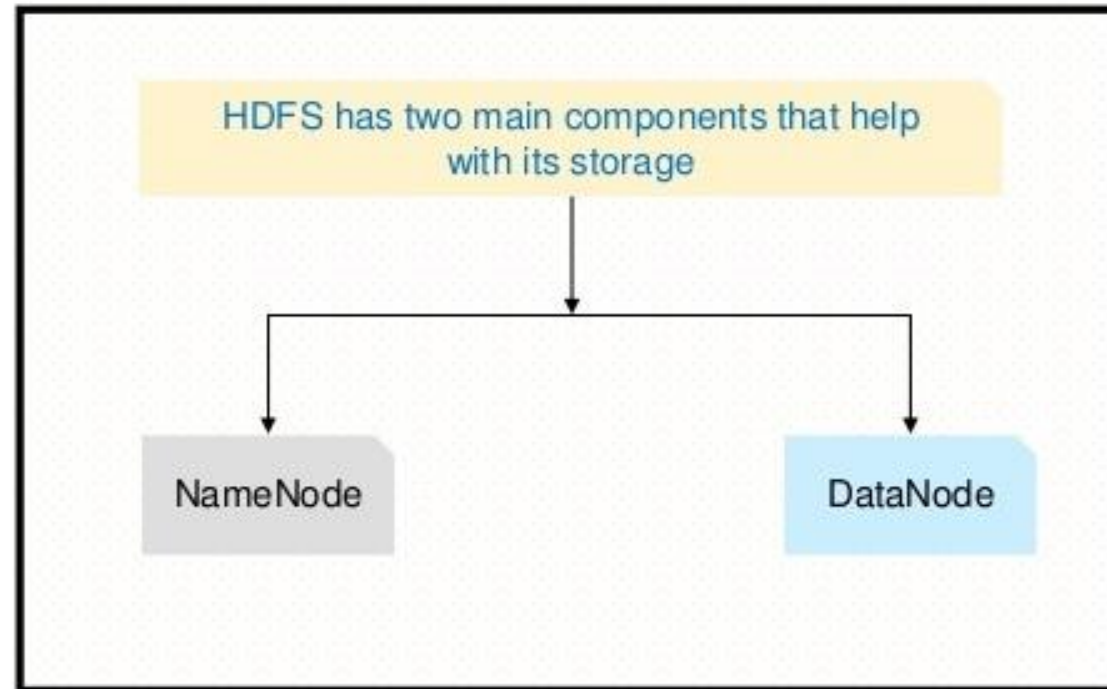 HDFS has two main components that help
with its storage
NameNode
DataNode